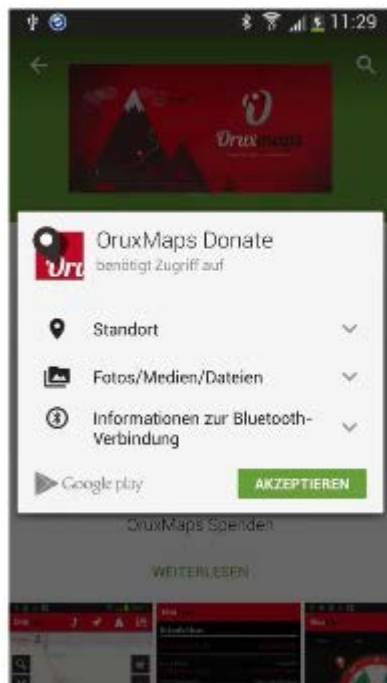 11:29
Oruxmaps
OruxMaps Donate
Oru
benötigt Zugriff auf
Standort
Fotos/Medien/Dateien
Informationen zur Bluetooth-
Verbindung
Google play
AKZEPTIEREN
OruxMaps Spenden
WEITERLESEN